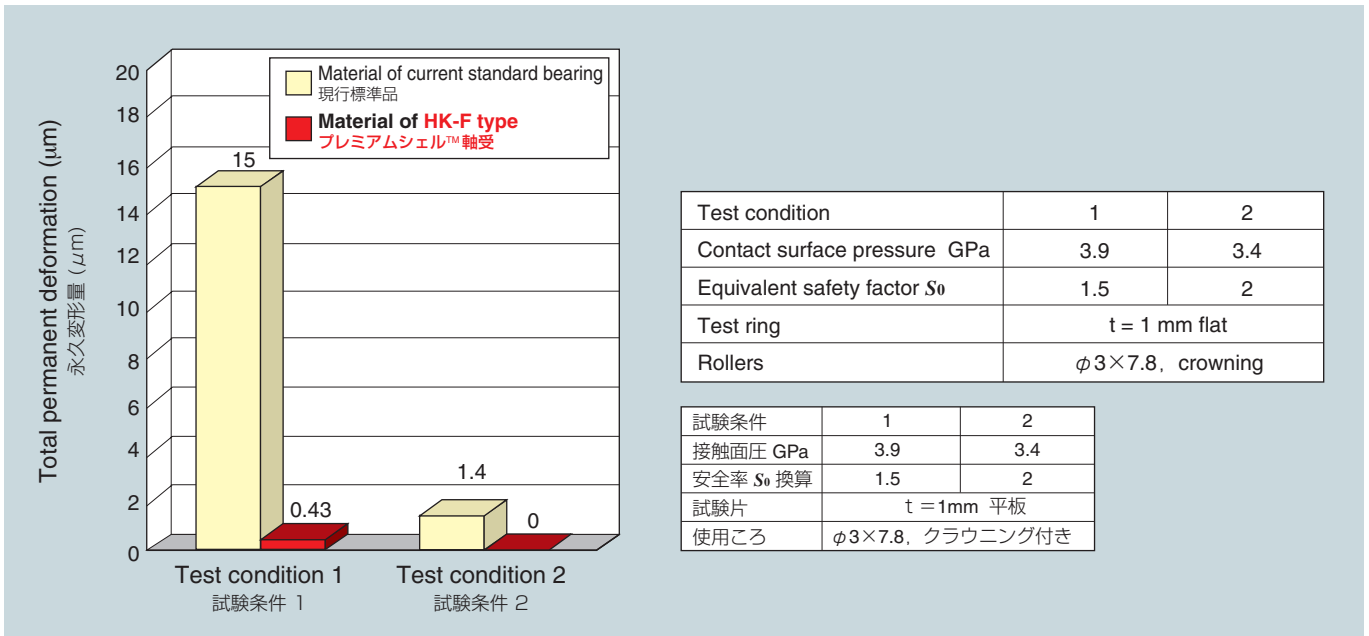 Total permanent deformation (μm)
永久変形量（μm）
20
18
16
14
12
10
8
6
4
2
0
Material of current standard bearing
現行標準品
Material of HK-F type
プレミアムシェル™軸受
15
0.43
1.4
0
Test condition 1
試験条件 1
Test condition 2
試験条件 2
Test condition 1 2
Contact surface pressure GPa 3.9 3.4
Equivalent safety factor S0 1.5 2
Test ring t = 1 mm flat
Rollers φ3×7.8, crowning
試験条件 1 2
接触面圧 GPa 3.9 3.4
安全率 S0 換算 1.5 2
試験片 t＝1mm 平板
使用ころ φ3×7.8，クラウニング付き